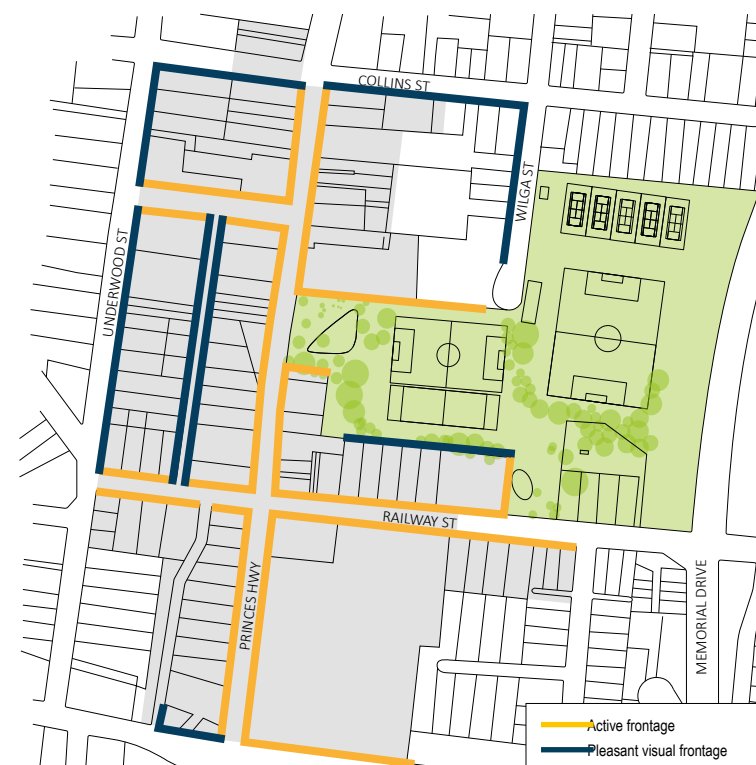 COLLINS ST
WILGA ST
UNDERWOOD ST
RAILWAY ST
PRINCES HWY
MEMORIAL DRIVE
Active frontage
Pleasant visual frontage